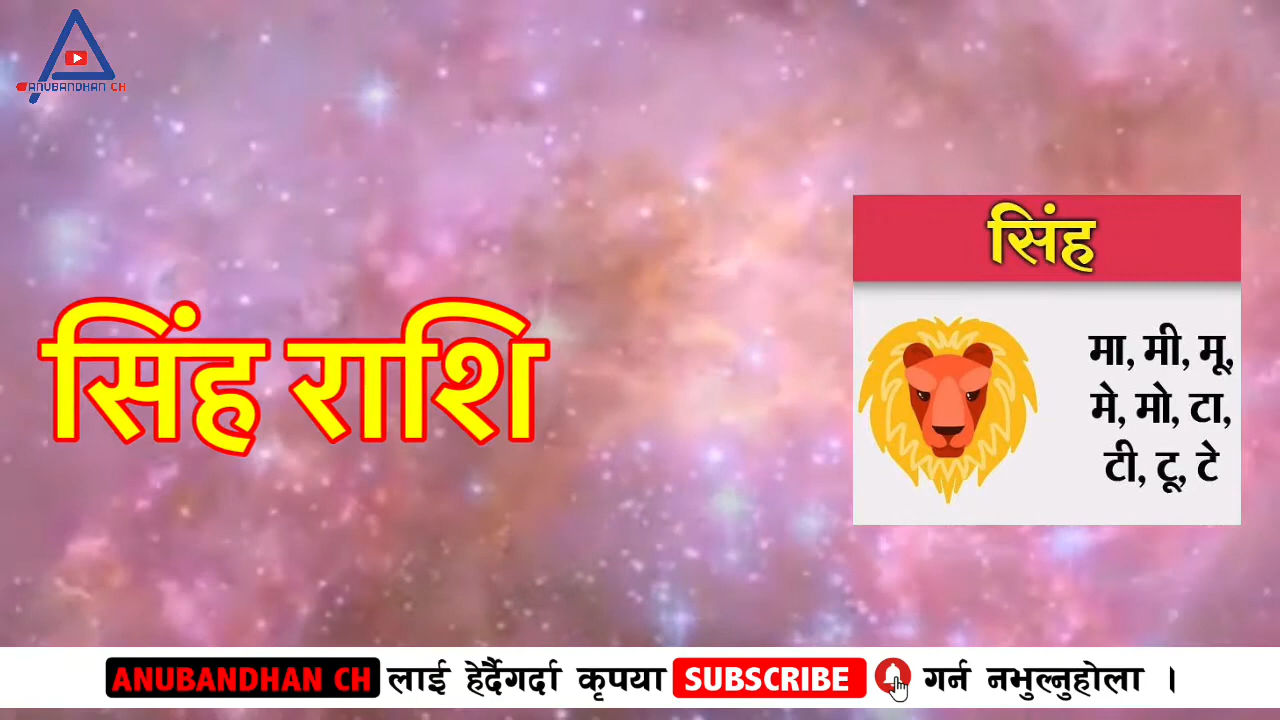 ANUBANDHAN CH
सिंह
सिंह राशि
मा, मी, मू,
मे, मो, टा,
टी, टू, टे
ANUBANDHAN CH लाई हेर्दैगर्दा कृपया SUBSCRIBE गर्न नभुल्नुहोला ।